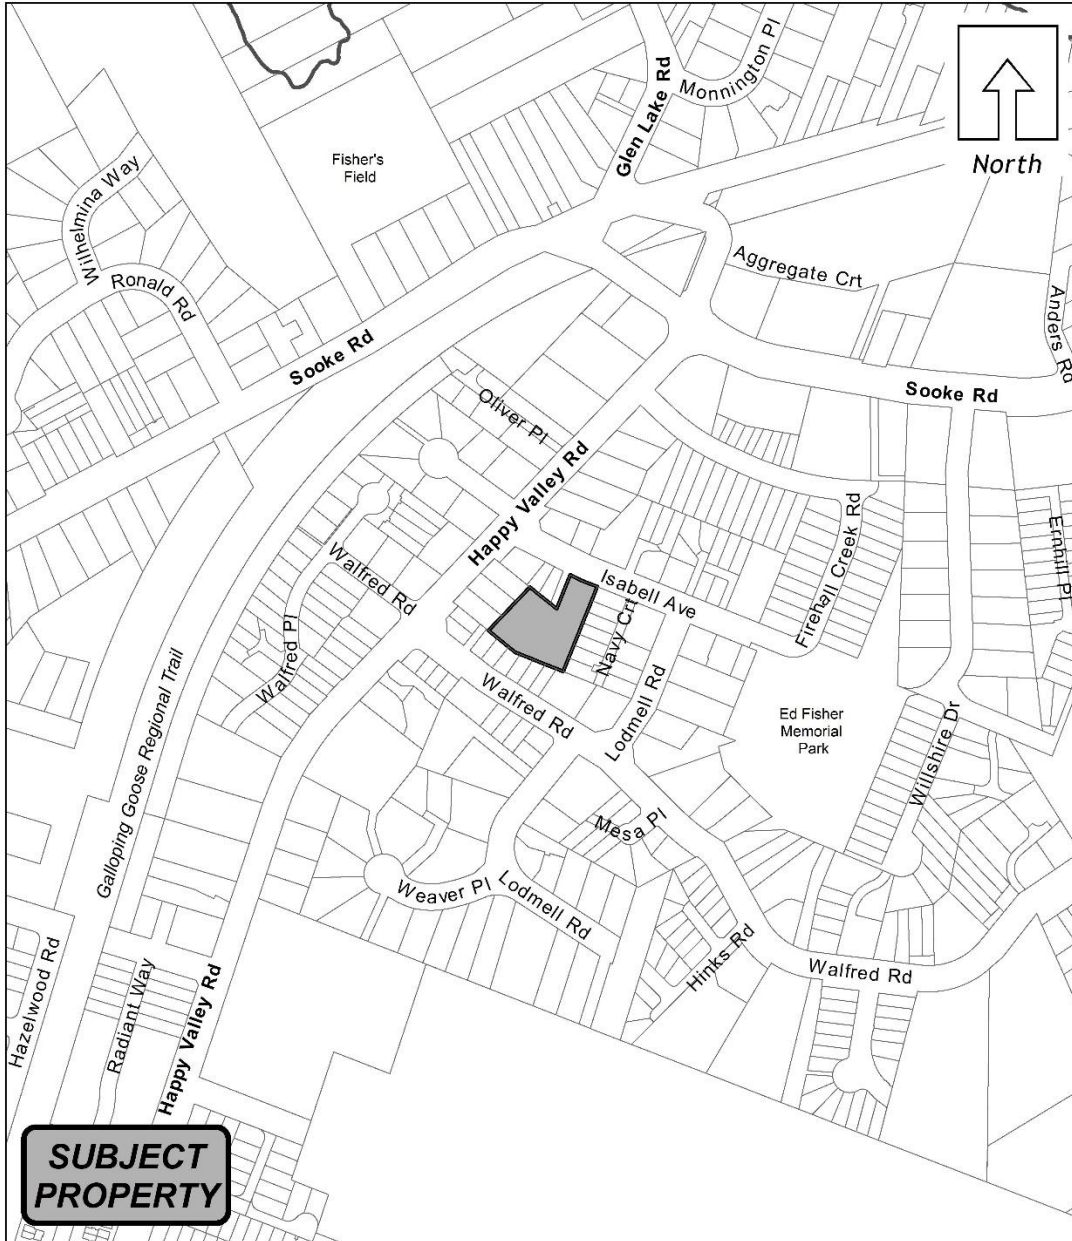 Monnington Pl
Glen Lake Rd
North
Fisher's
Field
Wilhelmina Way
Ronald Rd
Aggregate Crt
Anders Rd
Sooke Rd
Sooke Rd
Oliver Pl
Happy Valley Rd
Walfred Rd
Isabell Ave
Firehall Creek Rd
Ernhill Pl
Navy Crt
Walfred Pl
Galloping Goose Regional Trail
Walfred Rd
Lodmell Rd
Ed Fisher
Memorial
Park
Willshire Dr
Mesa Pl
Weaver Pl
Lodmell Rd
Hinks Rd
Walfred Rd
Hazelwood Rd
Radiant Way
Happy Valley Rd
SUBJECT
PROPERTY